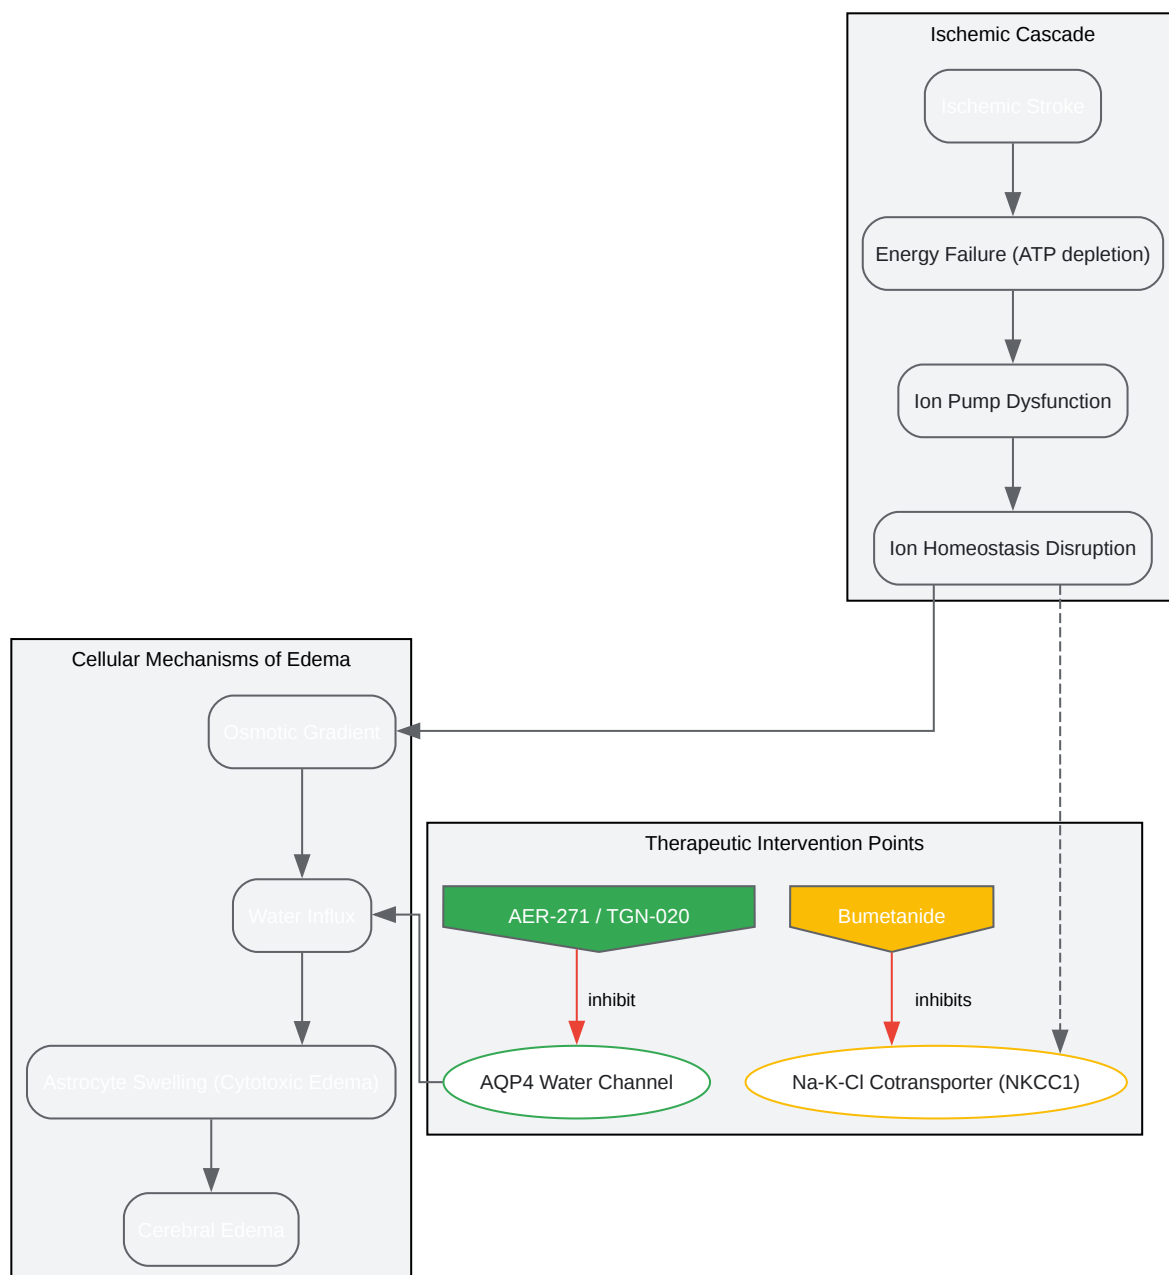 Ischemic Cascade
Ischemic Stroke
Energy Failure (ATP depletion)
Ion Pump Dysfunction
Ion Homeostasis Disruption
Cellular Mechanisms of Edema
Osmotic Gradient
Water Influx
Astrocyte Swelling (Cytotoxic Edema)
Cerebral Edema
Therapeutic Intervention Points
AER-271 / TGN-020
Bumetanide
inhibit
inhibits
AQP4 Water Channel
Na-K-Cl Cotransporter (NKCC1)